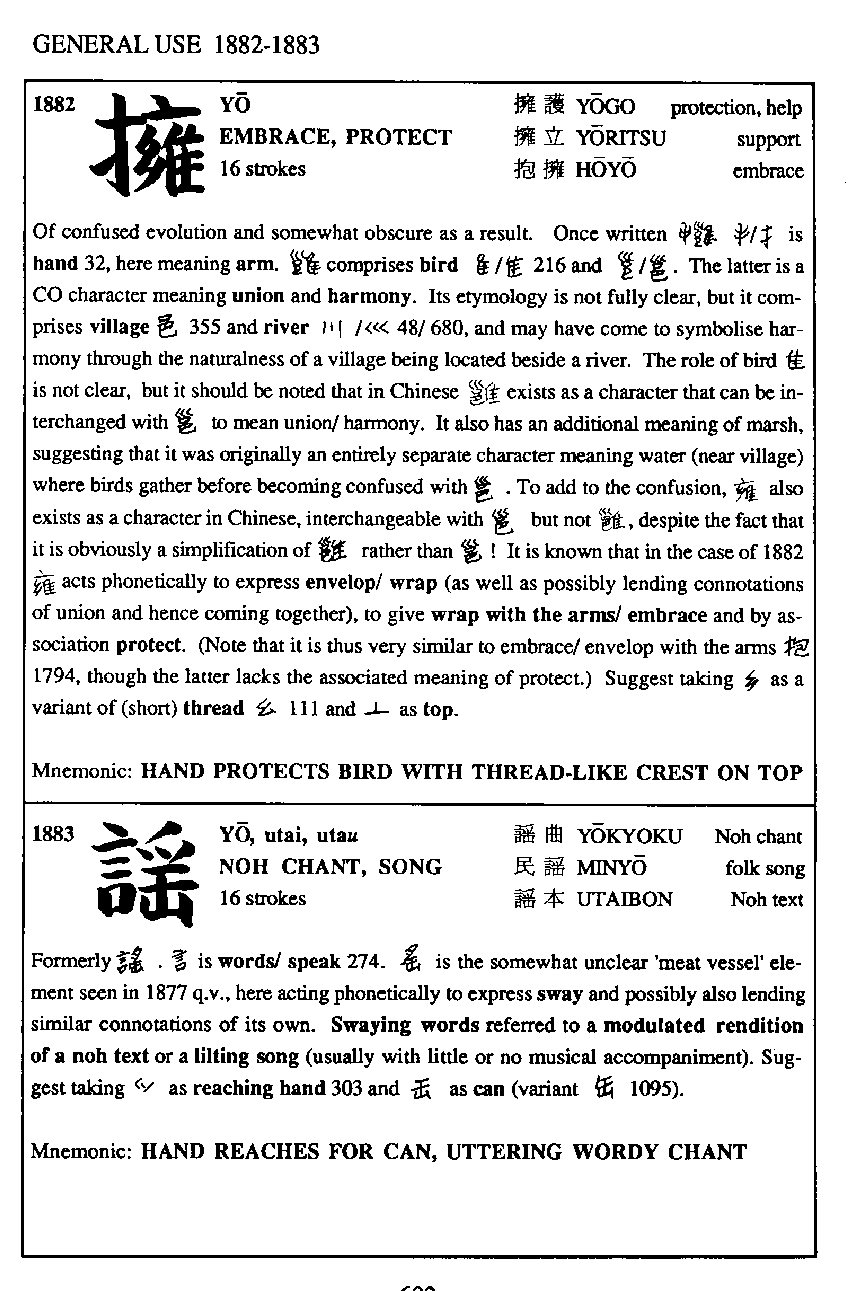 GENERAL USE 1882-1883
1882 擁 YŌ 擁護 YŌGO protection, help
EMBRACE, PROTECT 擁立 YŌRITSU support
16 strokes 抱擁 HŌYŌ embrace
Of confused evolution and somewhat obscure as a result. Once written is
hand 32, here meaning arm. comprises bird / 隹 216 and / . The latter is a
CO character meaning union and harmony. Its etymology is not fully clear, but it com-
prises village 邑 355 and river 川 /巛 48/ 680, and may have come to symbolise har-
mony through the naturalness of a village being located beside a river. The role of bird 隹
is not clear, but it should be noted that in Chinese 雝 exists as a character that can be in-
terchanged with 邕 to mean union/ harmony. It also has an additional meaning of marsh,
suggesting that it was originally an entirely separate character meaning water (near village)
where birds gather before becoming confused with 邕 . To add to the confusion, 雍 also
exists as a character in Chinese, interchangeable with 邕 but not 雝, despite the fact that
it is obviously a simplification of 雝 rather than 邕 ! It is known that in the case of 1882
雍 acts phonetically to express envelop/ wrap (as well as possibly lending connotations
of union and hence coming together), to give wrap with the arms/ embrace and by as-
sociation protect. (Note that it is thus very similar to embrace/ envelop with the arms 抱
1794, though the latter lacks the associated meaning of protect.) Suggest taking as a
variant of (short) thread 111 and 亠 as top.
Mnemonic: HAND PROTECTS BIRD WITH THREAD-LIKE CREST ON TOP
1883 謡 YŌ, utai, utau 謡曲 YŌKYOKU Noh chant
NOH CHANT, SONG 民謡 MINYŌ folk song
16 strokes 謡本 UTAIBON Noh text
Formerly 謠 . 言 is words/ speak 274. is the somewhat unclear 'meat vessel' ele-
ment seen in 1877 q.v., here acting phonetically to express sway and possibly also lending
similar connotations of its own. Swaying words referred to a modulated rendition
of a noh text or a lilting song (usually with little or no musical accompaniment). Sug-
gest taking as reaching hand 303 and as can (variant 缶 1095).
Mnemonic: HAND REACHES FOR CAN, UTTERING WORDY CHANT